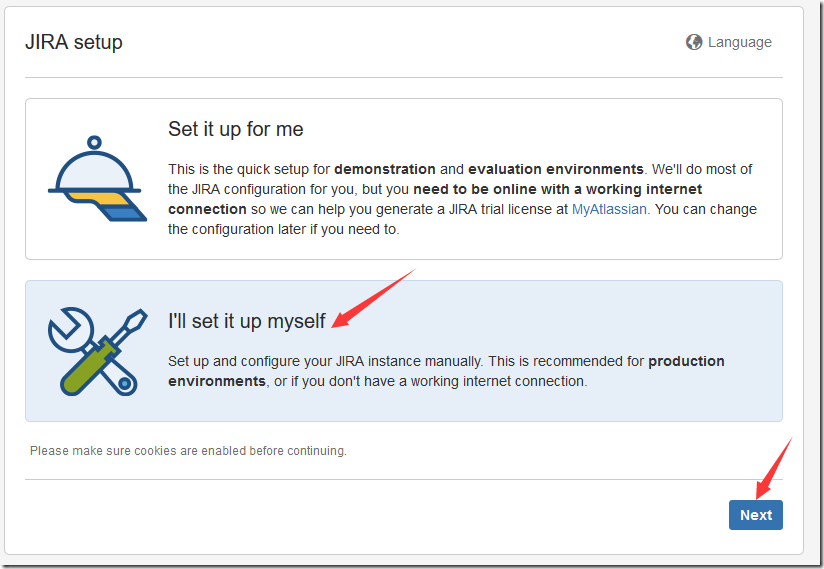 JIRA setup
Language
Set it up for me
This is the quick setup for demonstration and evaluation environments. We'll do most of
the JIRA configuration for you, but you need to be online with a working internet
connection so we can help you generate a JIRA trial license at MyAtlassian. You can change
the configuration later if you need to.
I'll set it up myself
Set up and configure your JIRA instance manually. This is recommended for production
environments, or if you don't have a working internet connection.
Please make sure cookies are enabled before continuing.
Next